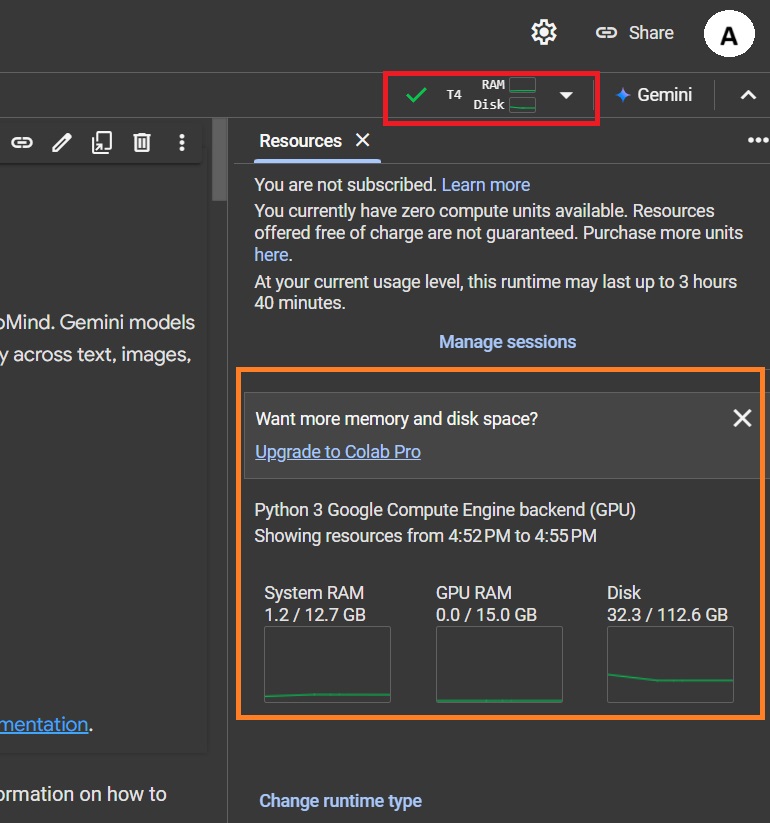 Share
A
T4
RAM
Disk
Gemini
Resources
You are not subscribed. Learn more
You currently have zero compute units available. Resources
offered free of charge are not guaranteed. Purchase more units
here.
At your current usage level, this runtime may last up to 3 hours
40 minutes.
Manage sessions
Want more memory and disk space?
Upgrade to Colab Pro
Python 3 Google Compute Engine backend (GPU)
Showing resources from 4:52 PM to 4:55 PM
System RAM
1.2 / 12.7 GB
GPU RAM
0.0 / 15.0 GB
Disk
32.3 / 112.6 GB
Change runtime type
oMind. Gemini models
y across text, images,
mentation.
ormation on how to